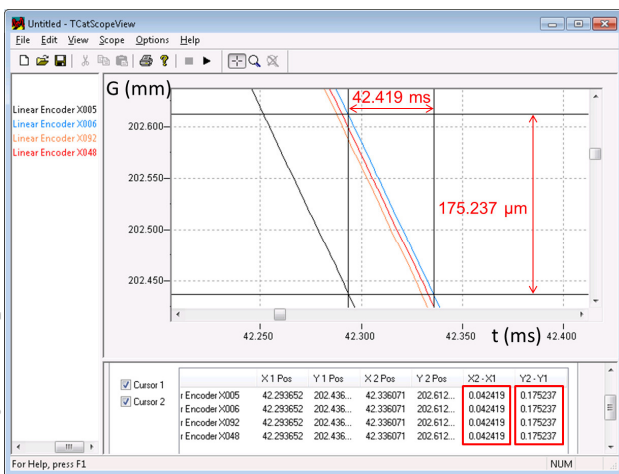 Untitled - TCatScopeView
File Edit View Scope Options Help
G (mm)
42.419 ms
175.237 µm
Linear Encoder X005
Linear Encoder X006
Linear Encoder X092
Linear Encoder X048
202.600
202.550
202.500
202.450
42.250 42.300 42.350 t (ms) 42.400
X 1 Pos Y 1 Pos X 2 Pos Y 2 Pos X2 - X1 Y2 - Y1
Cursor 1
Cursor 2
r Encoder X005 42.293652 202.436... 42.336071 202.612... 0.042419 0.175237
r Encoder X006 42.293652 202.436... 42.336071 202.612... 0.042419 0.175237
r Encoder X092 42.293652 202.436... 42.336071 202.612... 0.042419 0.175237
r Encoder X048 42.293652 202.436... 42.336071 202.612... 0.042419 0.175237
For Help, press F1 NUM